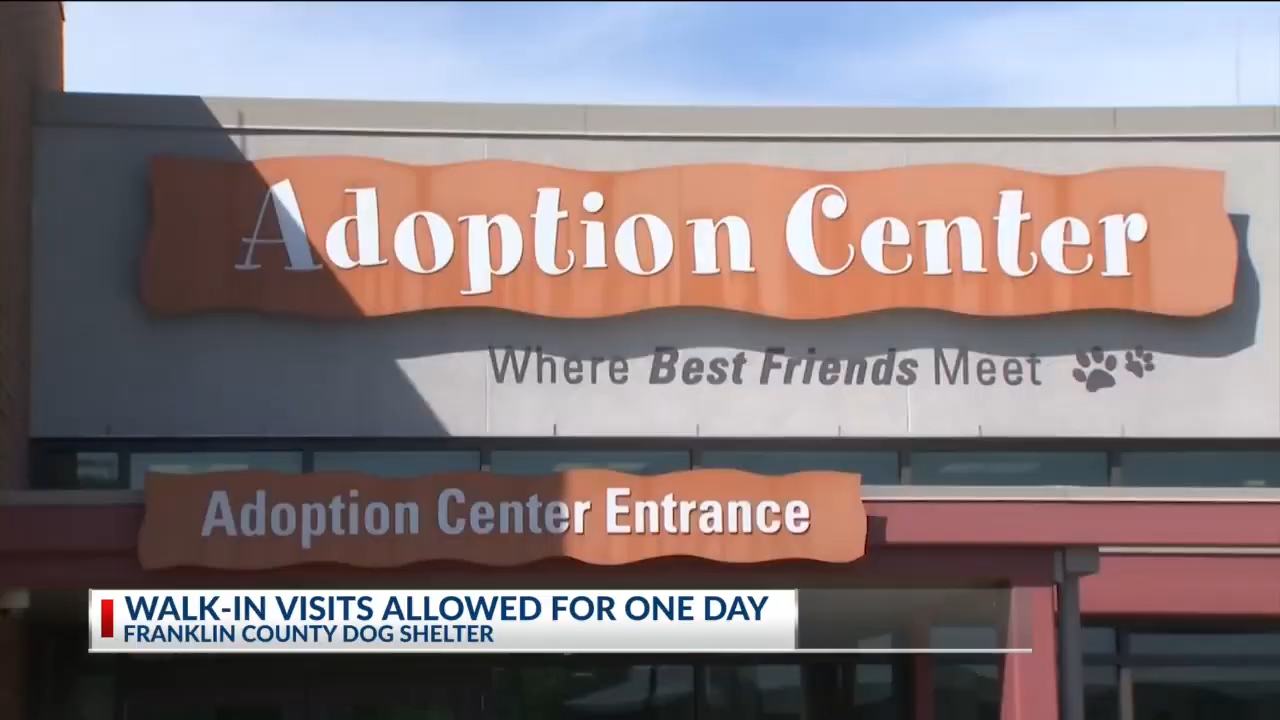 Adoption Center
Where Best Friends Meet
Adoption Center Entrance
WALK-IN VISITS ALLOWED FOR ONE DAY
FRANKLIN COUNTY DOG SHELTER